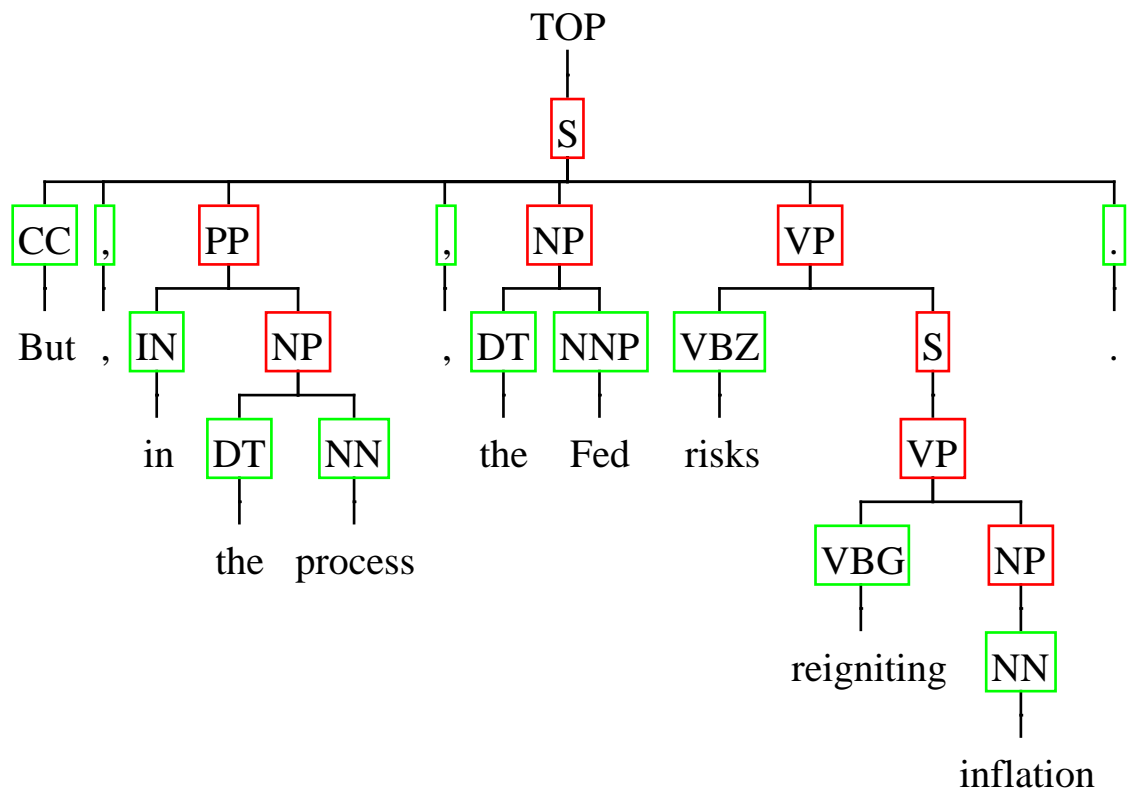 TOP
S
CC , PP , NP VP .
But , IN NP , DT NNP VBZ S .
in DT NN the Fed risks VP
the process VBG NP
reigniting NN
inflation